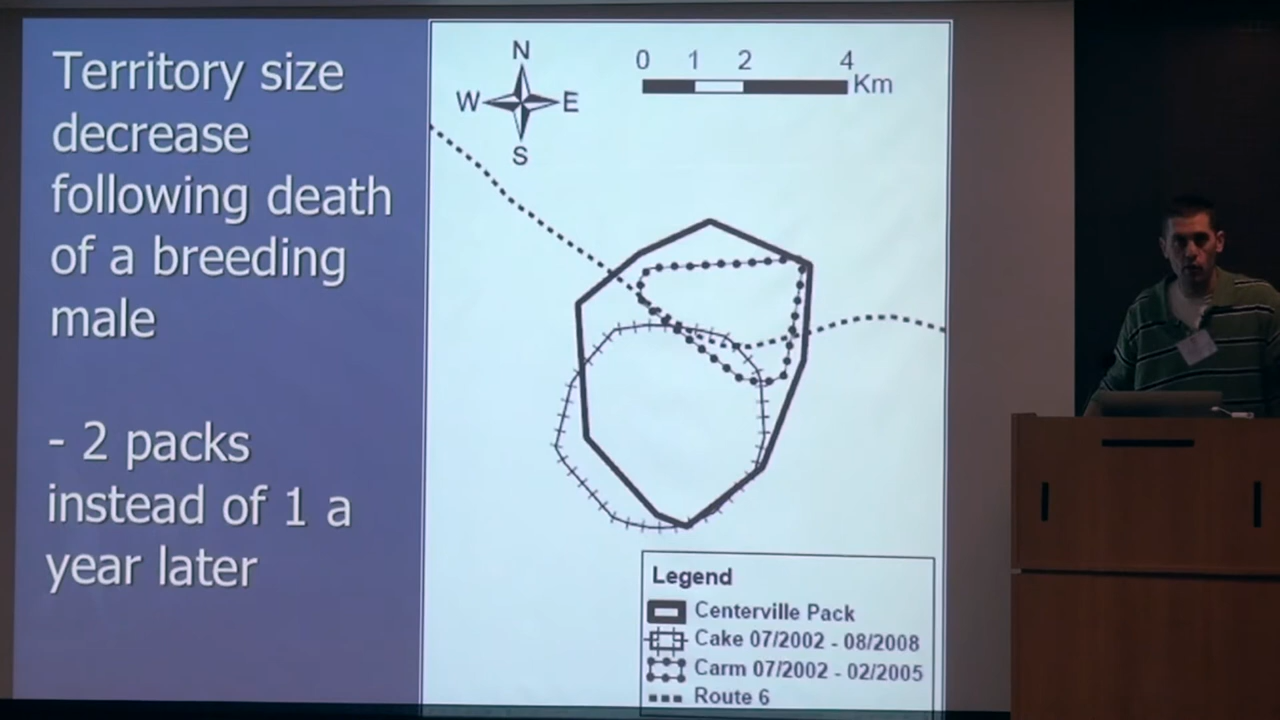 Territory size
decrease
following death
of a breeding
male
- 2 packs
instead of 1 a
year later
N
W E
S
0 1 2 4
Km
Legend
Centerville Pack
Cake 07/2002 - 08/2008
Carm 07/2002 - 02/2005
Route 6